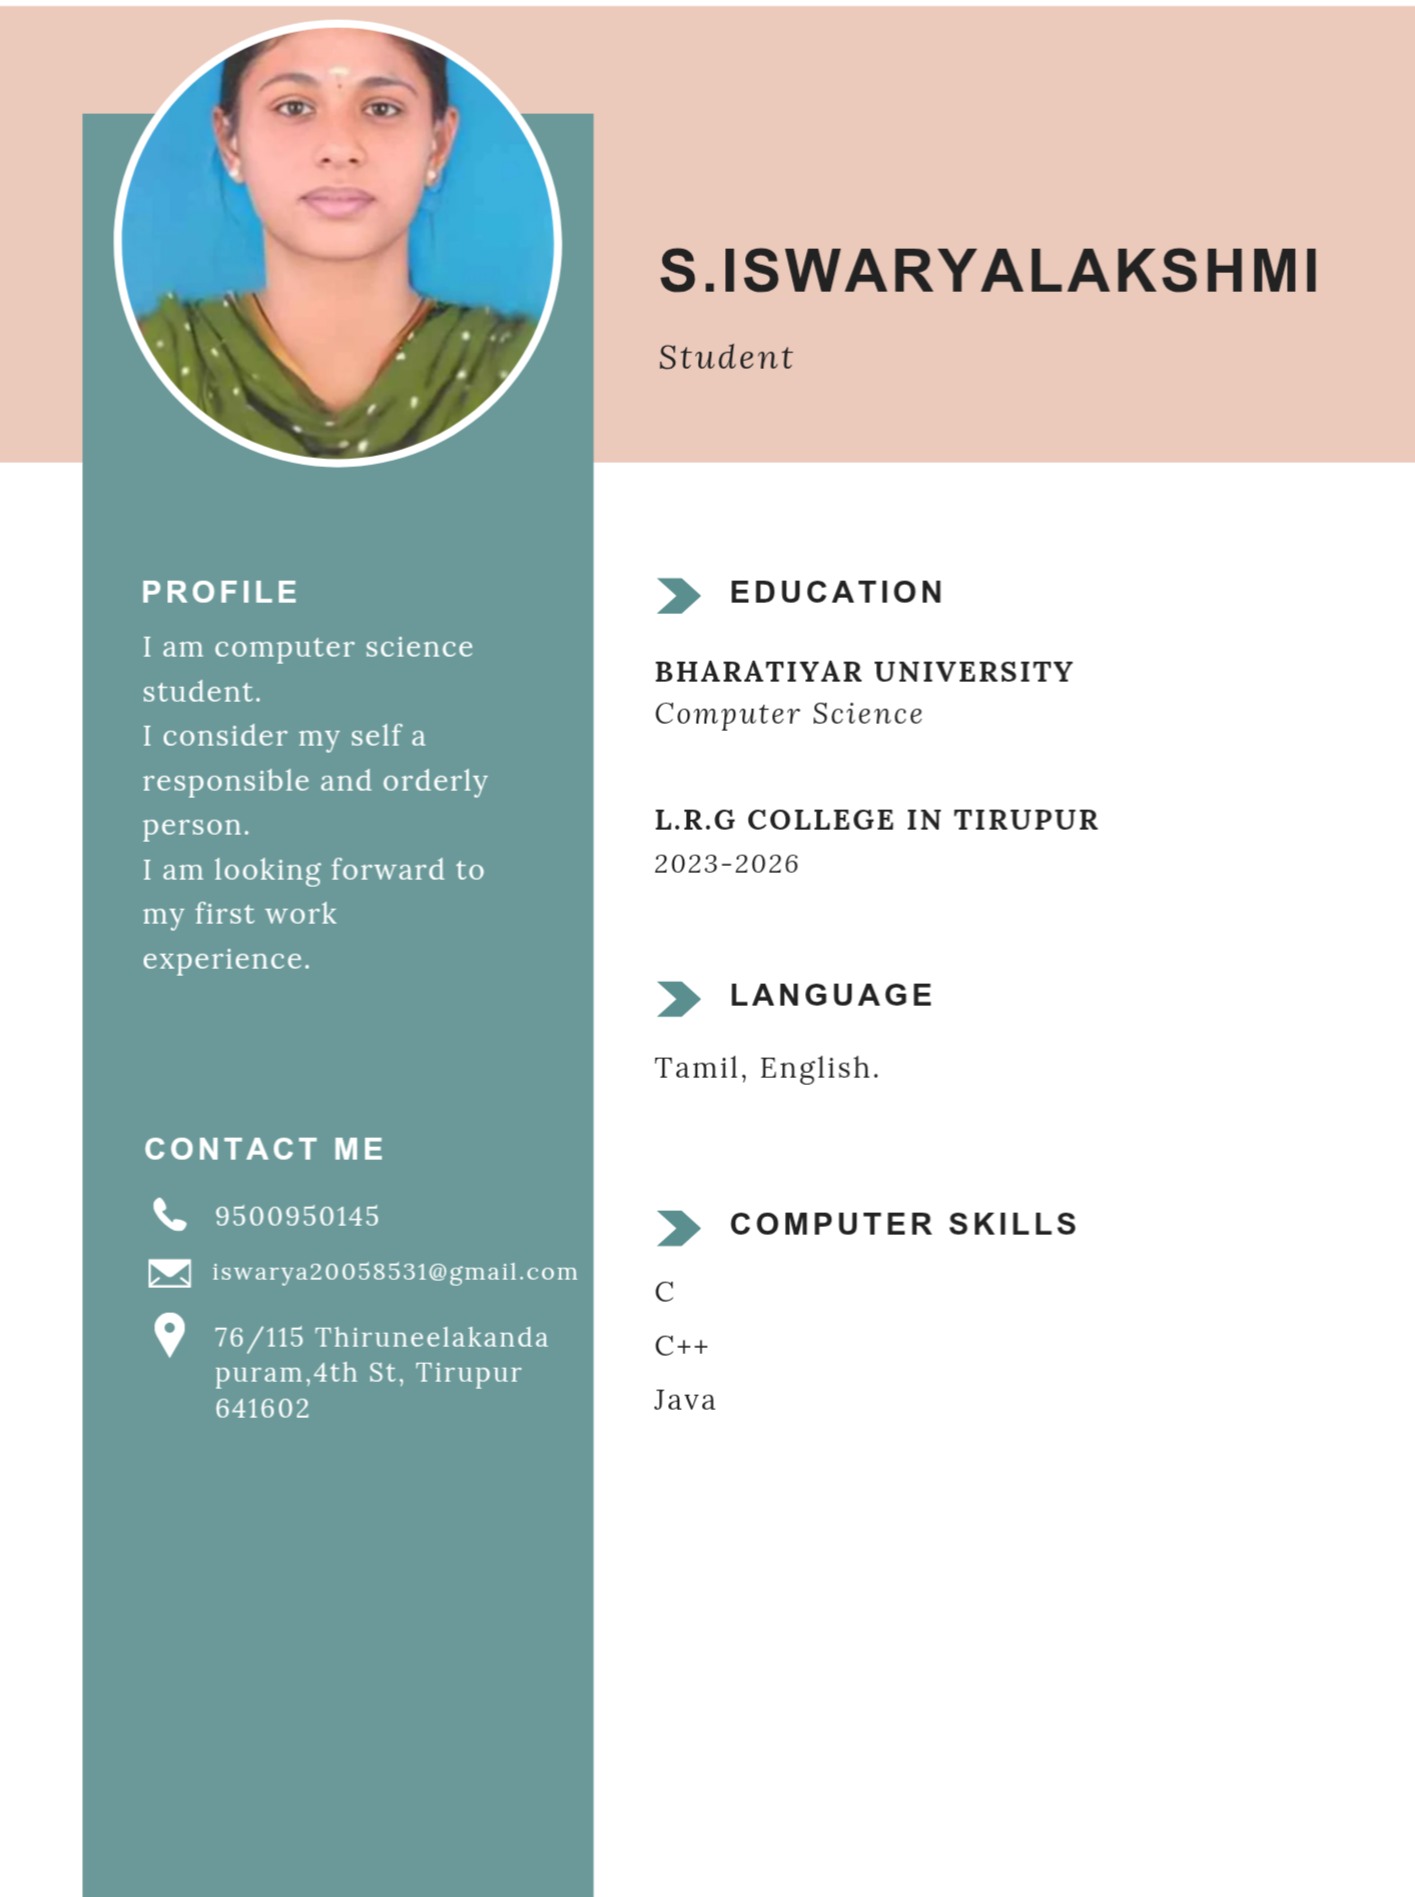 S.ISWARYALAKSHMI
Student
PROFILE
I am computer science
student.
I consider my self a
responsible and orderly
person.
I am looking forward to
my first work
experience.
CONTACT ME
9500950145
iswarya20058531@gmail.com
76/115 Thiruneelakanda
puram,4th St, Tirupur
641602
EDUCATION
BHARATIYAR UNIVERSITY
Computer Science
L.R.G COLLEGE IN TIRUPUR
2023-2026
LANGUAGE
Tamil, English.
COMPUTER SKILLS
C
C++
Java